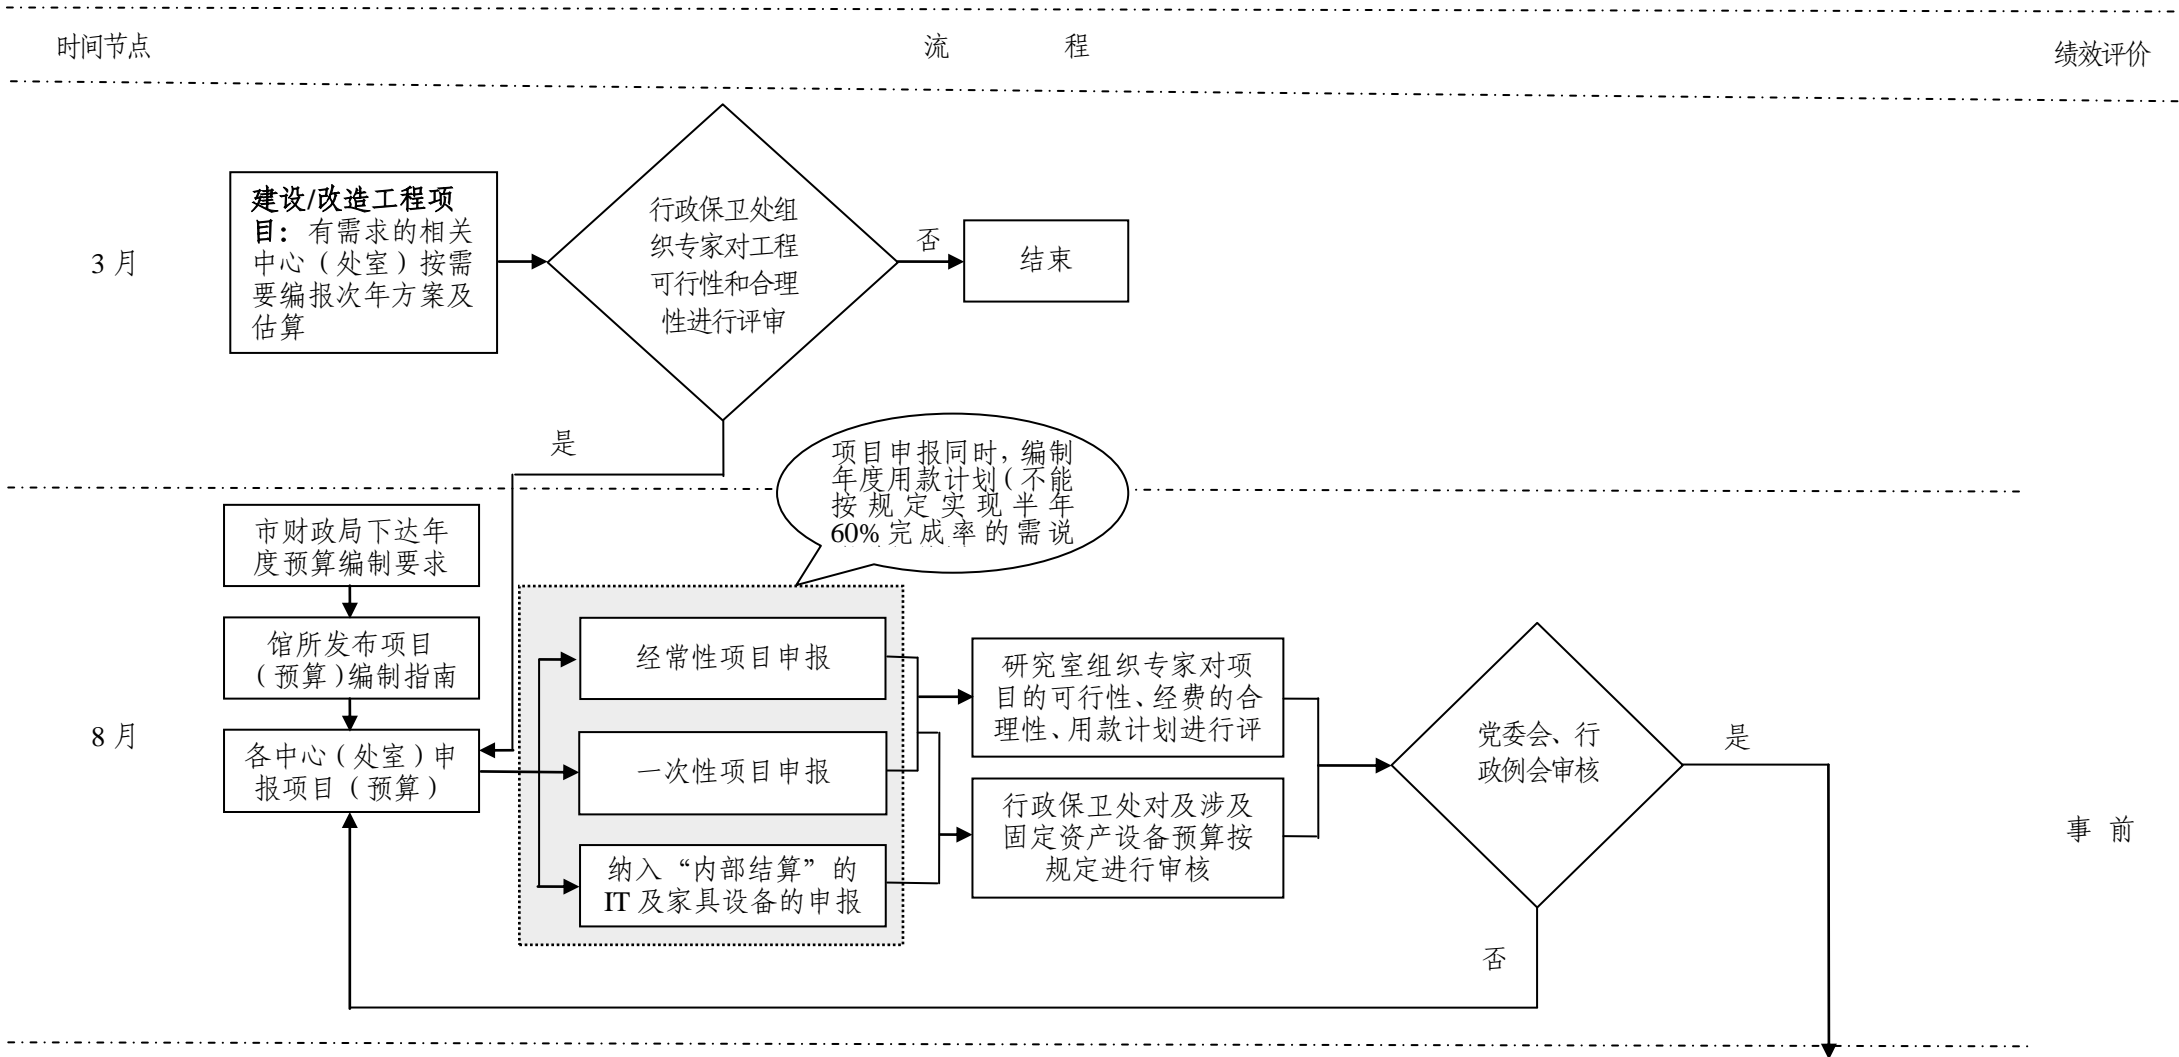 时间节点
流 程
绩效评价
3 月
建设/改造工程项
目：有需求的相关
中心（处室）按需
要编报次年方案及
估算
行政保卫处组
织专家对工程
可行性和合理
性进行评审
否
结束
是
项目申报同时，编制
年度用款计划（不能
按规定实现半年
60%完成率的需说
8 月
市财政局下达年
度预算编制要求
馆所发布项目
（预算）编制指南
各中心（处室）申
报项目（预算）
经常性项目申报
一次性项目申报
纳入“内部结算”的
IT 及家具设备的申报
研究室组织专家对项
目的可行性、经费的合
理性、用款计划进行评
行政保卫处对及涉及
固定资产设备预算按
规定进行审核
党委会、行
政例会审核
是
否
事 前